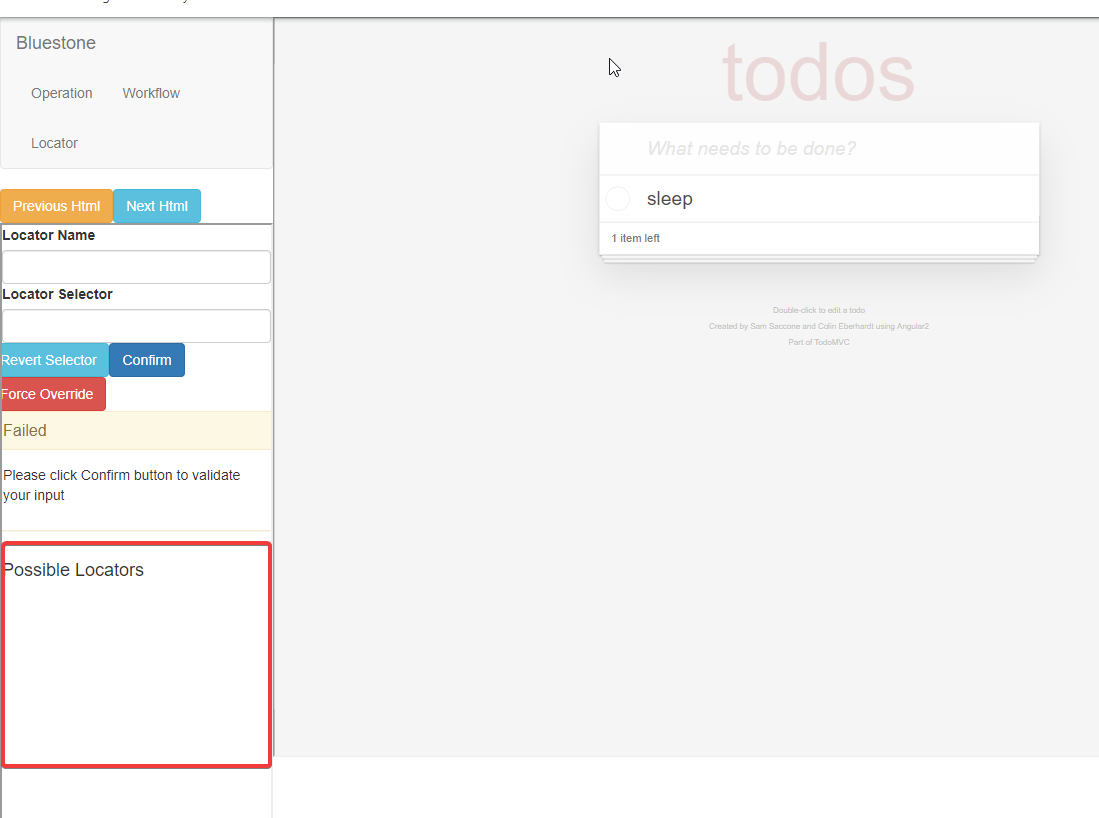 Bluestone
Operation Workflow
Locator
Previous Html Next Html
Locator Name
Locator Selector
Revert Selector Confirm
Force Override
Failed
Please click Confirm button to validate
your input
Possible Locators
todos
What needs to be done?
sleep
1 item left
Double-click to edit a todo
Created by Sam Saccone and Colin Eberhardt using Angular2
Part of TodoMVC